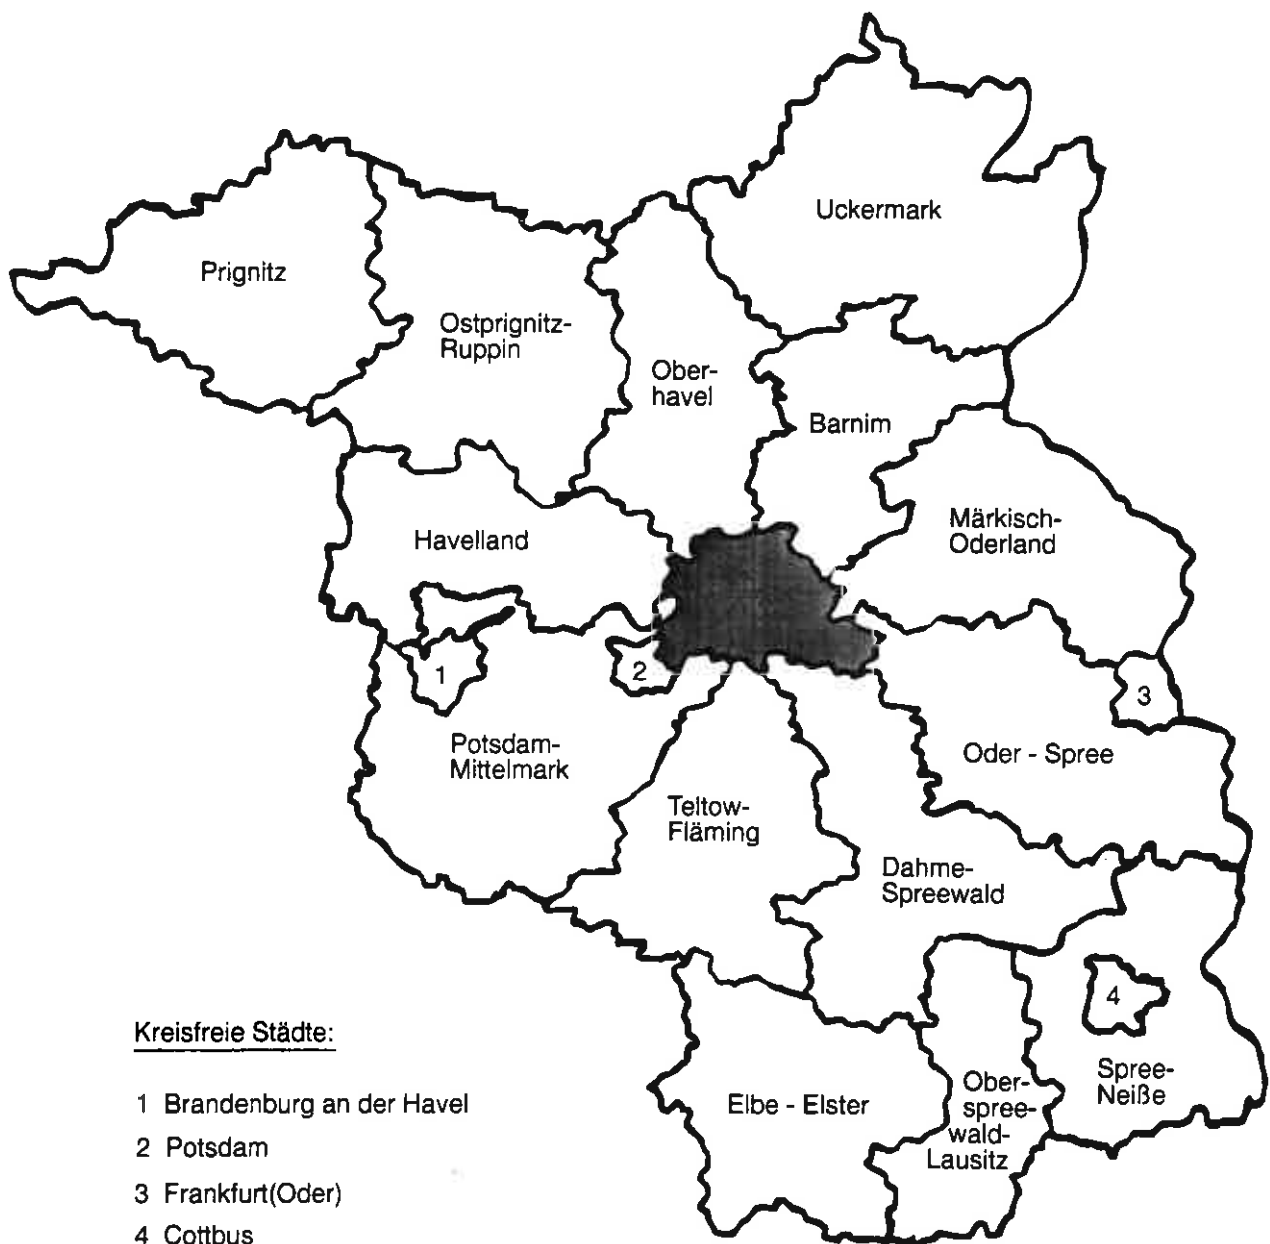 Uckermark
Prignitz
Ostprignitz-
Ruppin
Ober-
havel
Barnim
Märkisch-
Oderland
Havelland
1
2
3
Potsdam-
Mittelmark
Oder - Spree
Teltow-
Fläming
Dahme-
Spreewald
4
Spree-
Neiße
Ober-
spree-
wald-
Lausitz
Elbe - Elster
Kreisfreie Städte:
1 Brandenburg an der Havel
2 Potsdam
3 Frankfurt(Oder)
4 Cottbus